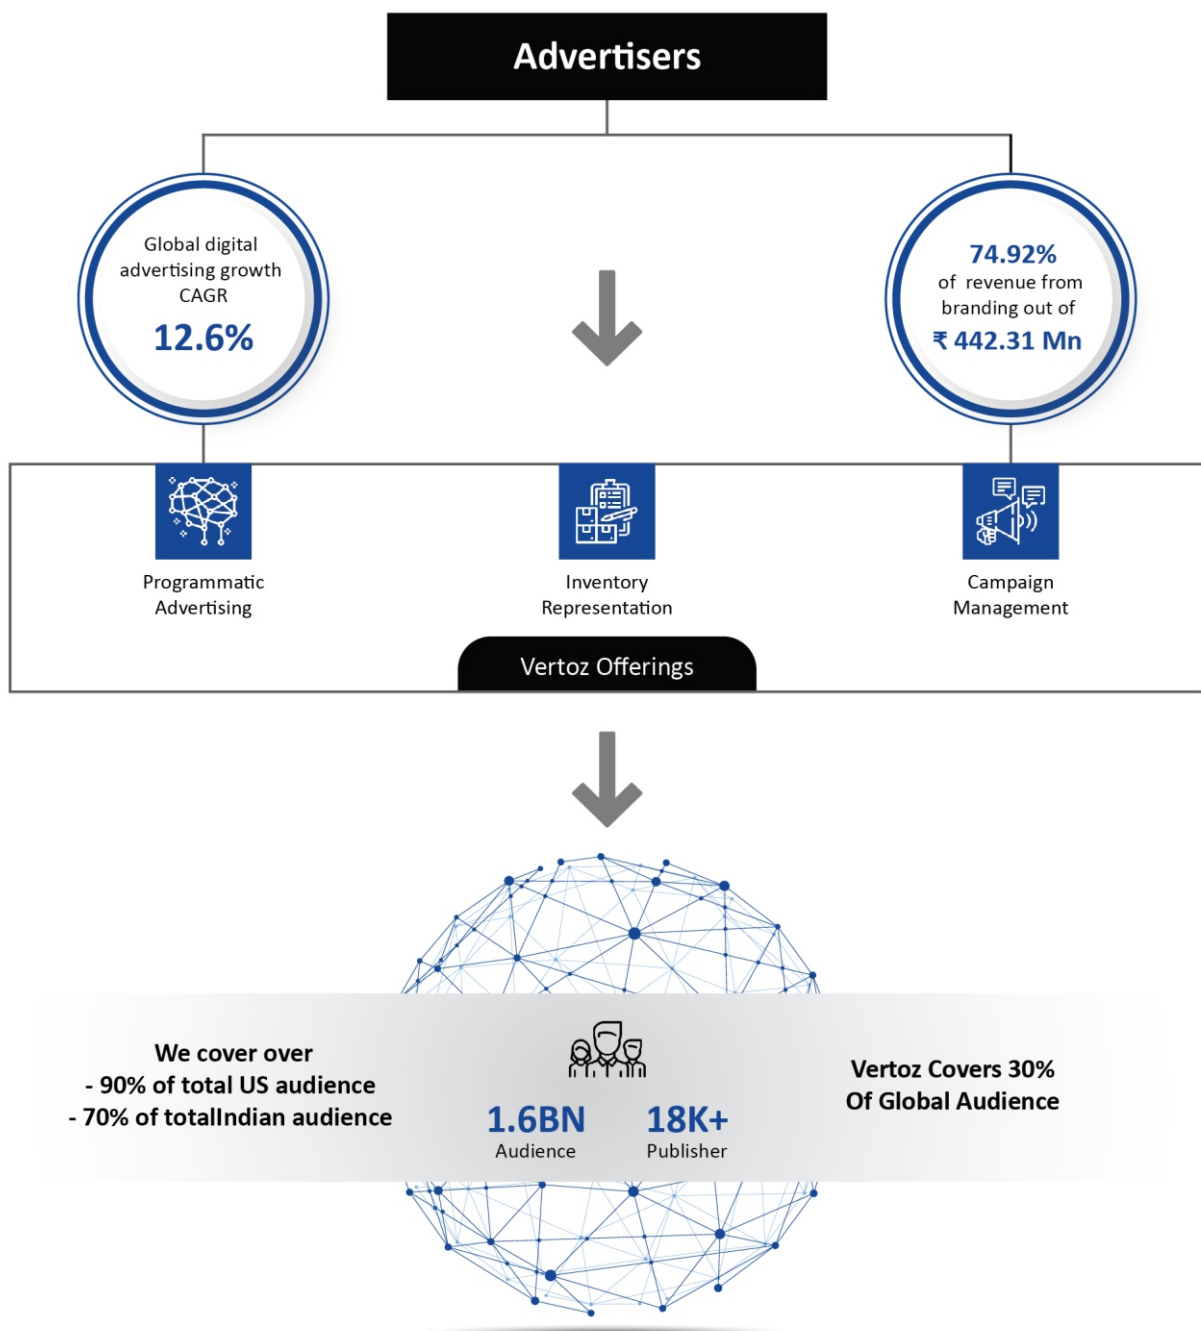 Advertisers
Global digital
advertising growth
CAGR
12.6%
74.92%
of revenue from
branding out of
₹ 442.31 Mn
Programmatic
Advertising
Inventory
Representation
Campaign
Management
Vertoz Offerings
We cover over
- 90% of total US audience
- 70% of totalIndian audience
1.6BN
Audience
18K+
Publisher
Vertoz Covers 30%
Of Global Audience